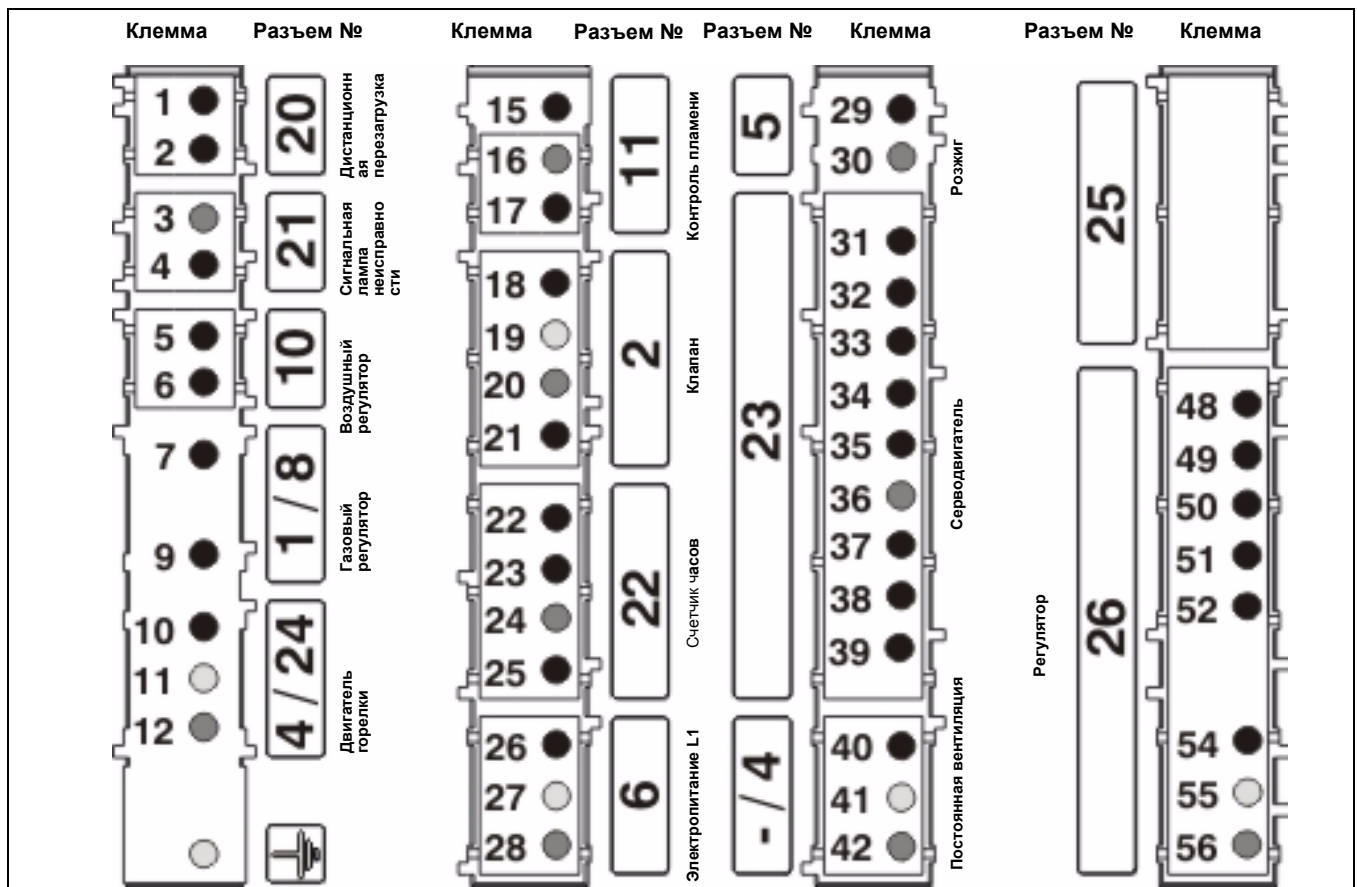 Клемма Разъем № Клемма Разъем № Разъем № Клемма Разъем № Клемма
1
2
20
Дистанционн
ая
перезагрузка
3
4
21
Сигнальная
лампа
неисправно
сти
5
6
10
Воздушный
регулятор
7
9
1 / 8
Газовый
регулятор
10
11
12
4 / 24
Двигатель
горелки
15
16
17
11
Контроль пламени
18
19
20
21
2
Клапан
22
23
24
25
22
Счетчик часов
26
27
28
6
Электропитание L1
5
29
30
Розжиг
23
31
32
33
34
35
36
37
38
39
Серводвигатель
- / 4
40
41
42
Постоянная вентиляция
25
Регулятор
26
48
49
50
51
52
54
55
56